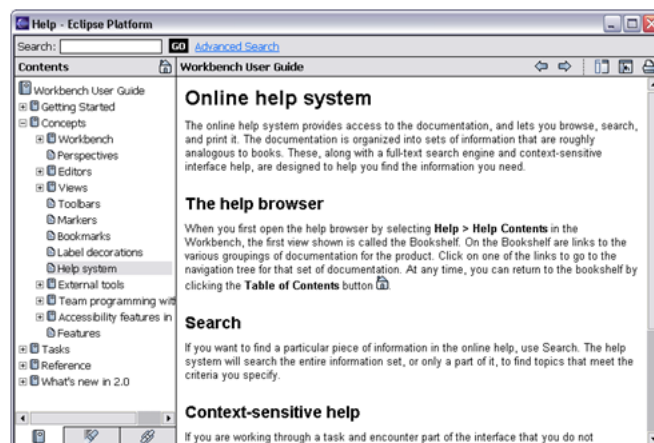 Help - Eclipse Platform
Search: GO Advanced Search
Contents
Workbench User Guide
Workbench User Guide
Getting Started
Concepts
Workbench
Perspectives
Editors
Views
Toolbars
Markers
Bookmarks
Label decorations
Help system
External tools
Team programming with
Accessibility features in
Features
Tasks
Reference
What's new in 2.0
Online help system
The online help system provides access to the documentation, and lets you browse, search,
and print it. The documentation is organized into sets of information that are roughly
analogous to books. These, along with a full-text search engine and context-sensitive
interface help, are designed to help you find the information you need.
The help browser
When you first open the help browser by selecting Help > Help Contents in the
Workbench, the first view shown is called the Bookshelf. On the Bookshelf are links to the
various groupings of documentation for the product. Click on one of the links to go to the
navigation tree for that set of documentation. At any time, you can return to the bookshelf by
clicking the Table of Contents button .
Search
If you want to find a particular piece of information in the online help, use Search. The help
system will search the entire information set, or only a part of it, to find topics that meet the
criteria you specify.
Context-sensitive help
If you are working through a task and encounter part of the interface that you do not